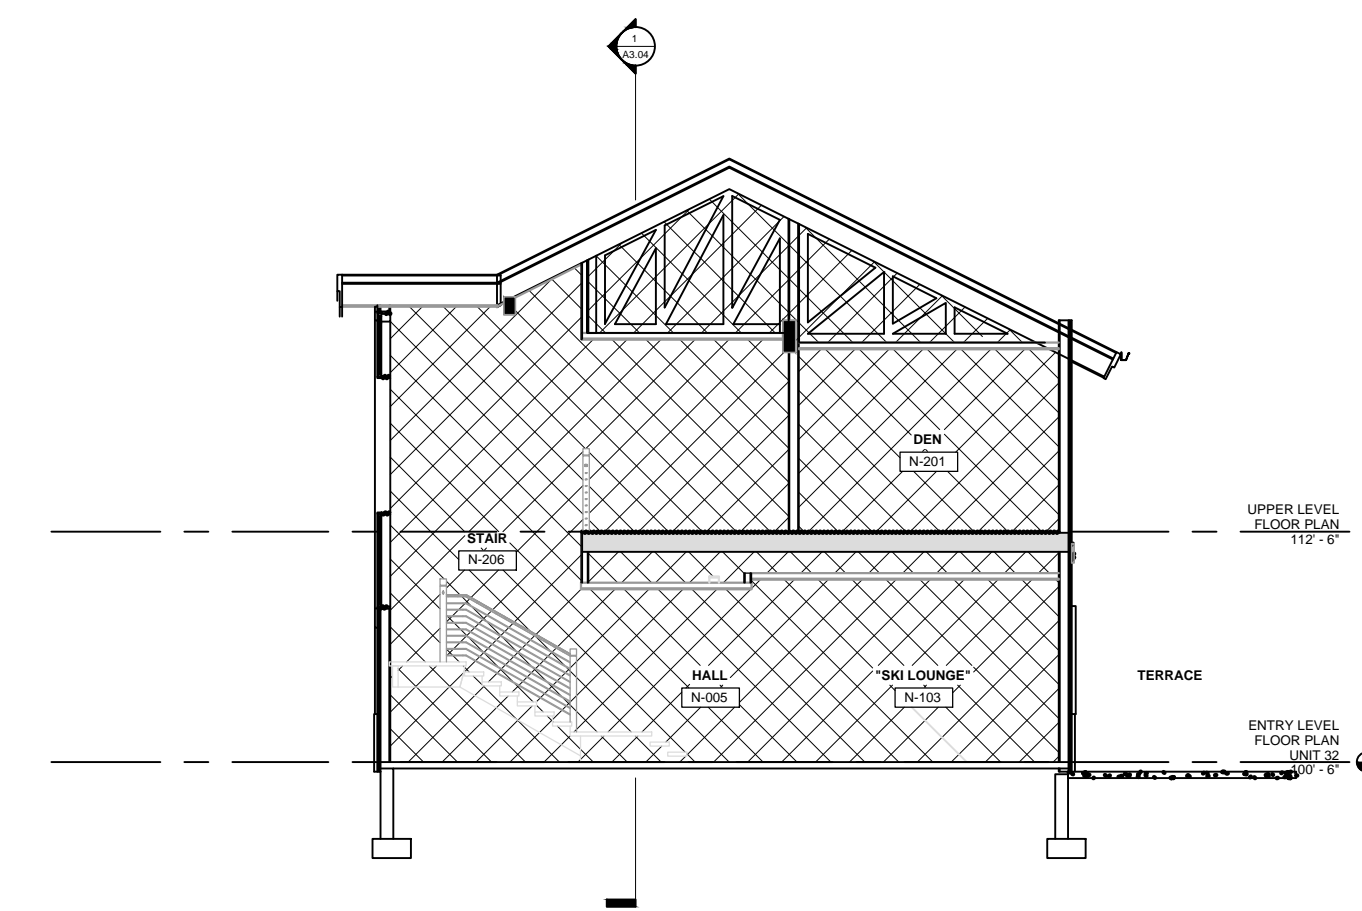 1
A3.04
DEN
N-201
UPPER LEVEL
FLOOR PLAN
112' - 6"
STAIR
N-206
HALL
N-005
"SKI LOUNGE"
N-103
TERRACE
ENTRY LEVEL
FLOOR PLAN
UNIT 32
100' - 6"